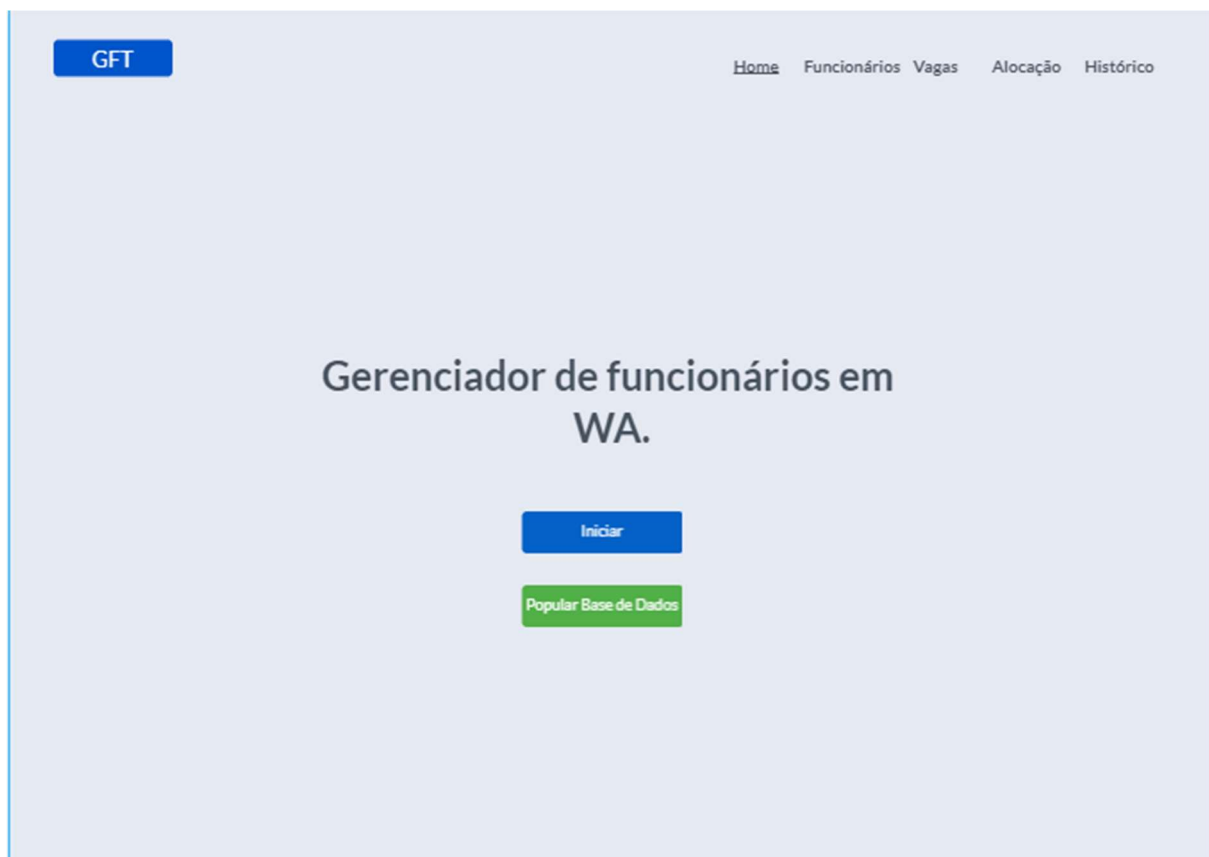 GFT
Home Funcionários Vagas Alocação Histórico
Gerenciador de funcionários em
WA.
Iniciar
Popular Base de Dados